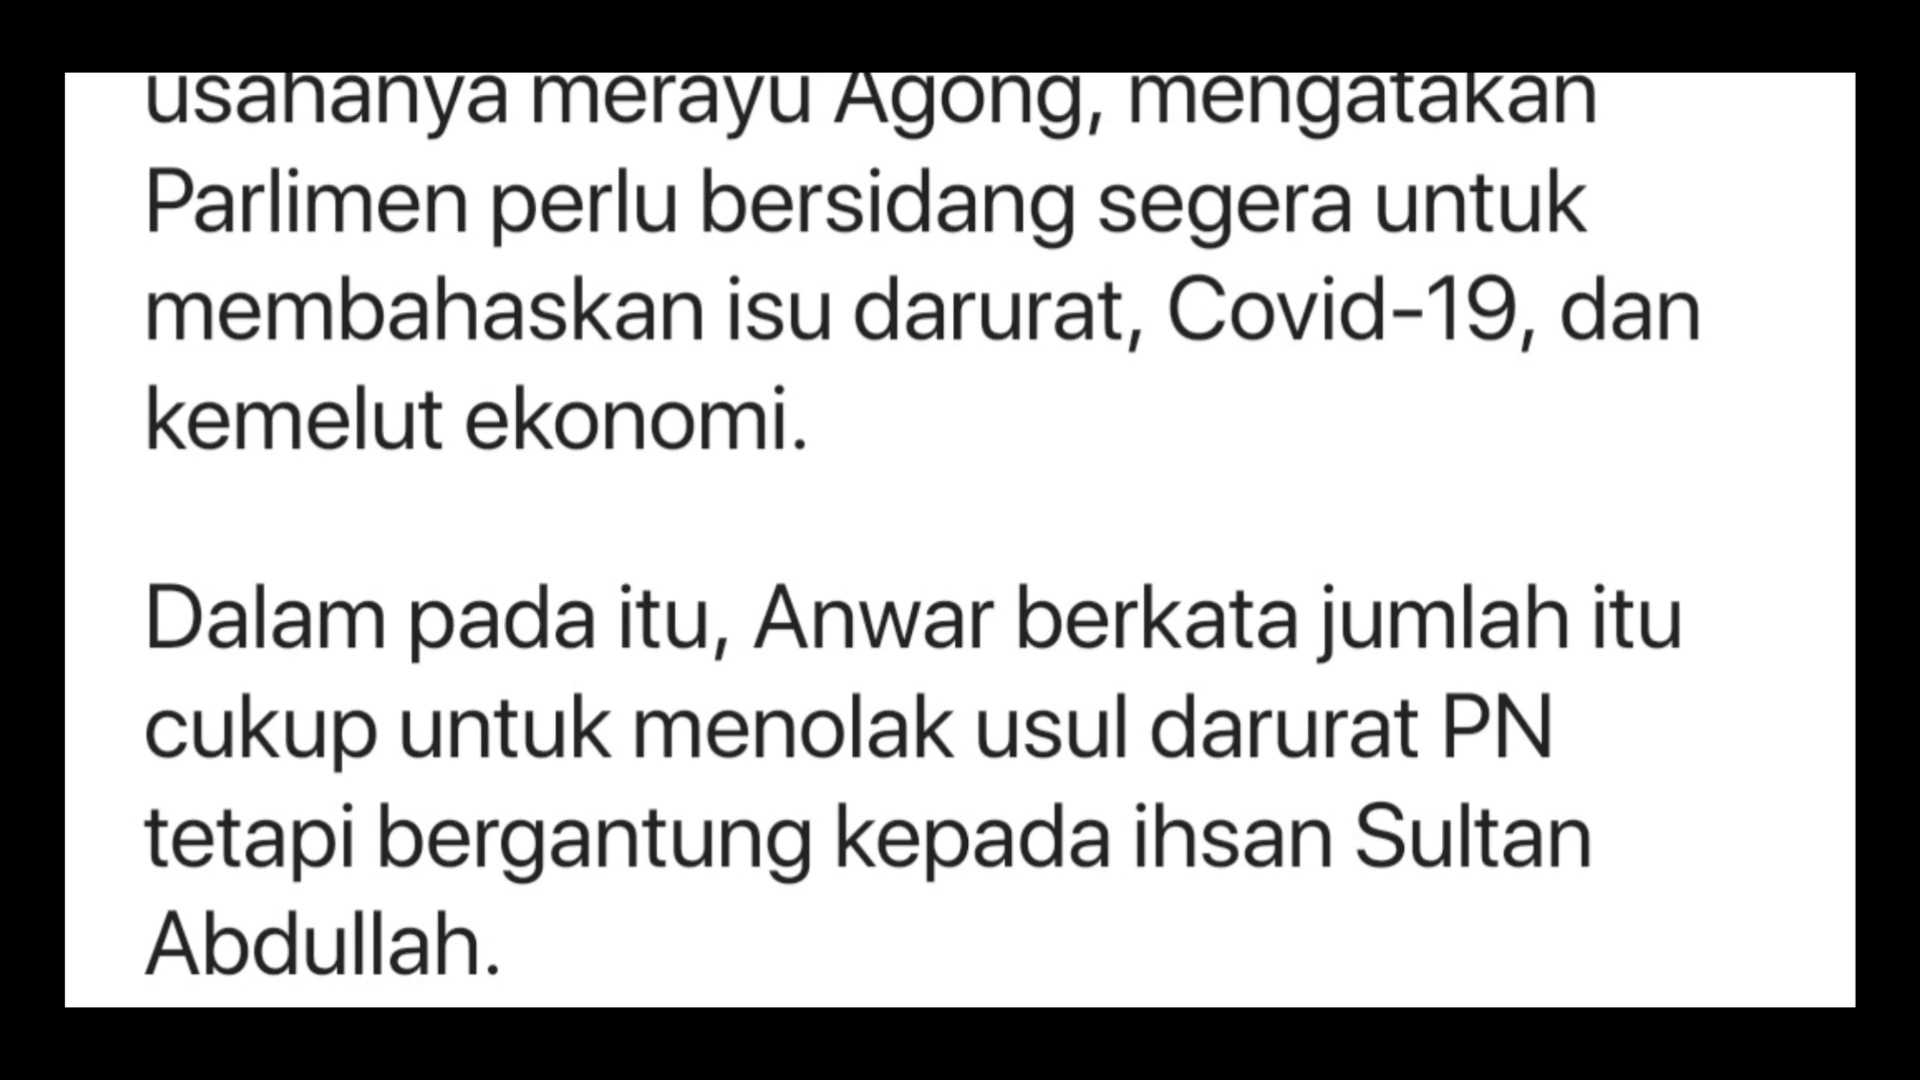 usahanya merayu Agong, mengatakan
Parlimen perlu bersidang segera untuk
membahaskan isu darurat, Covid-19, dan
kemelut ekonomi.
Dalam pada itu, Anwar berkata jumlah itu
cukup untuk menolak usul darurat PN
tetapi bergantung kepada ihsan Sultan
Abdullah.